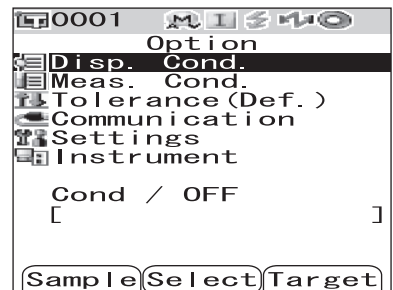 0001 M I
Option
Disp. Cond.
Meas. Cond.
Tolerance(Def.)
Communication
Settings
Instrument
Cond / OFF
[ ]
Sample Select Target